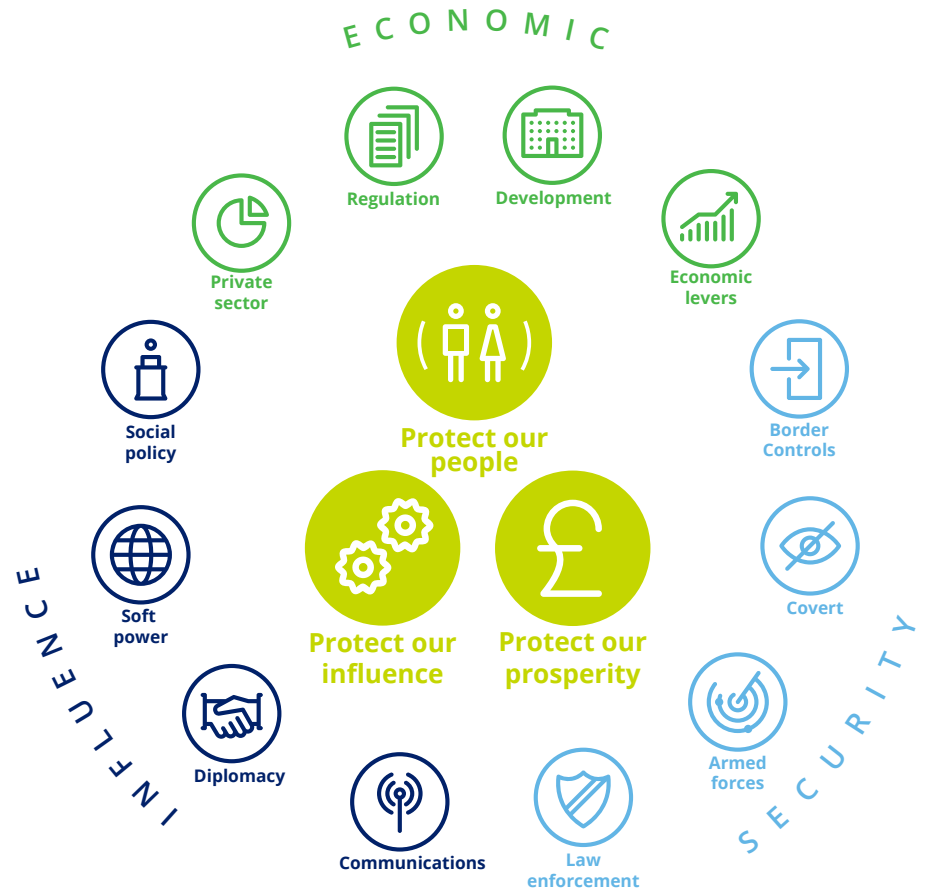 ECONOMIC
Regulation
Development
Private
sector
Economic
levers
Social
policy
Protect our
people
Border
Controls
Soft
power
Covert
Protect our
influence
Protect our
prosperity
INFLUENCE
SECURITY
Diplomacy
Armed
forces
Communications
Law
enforcement